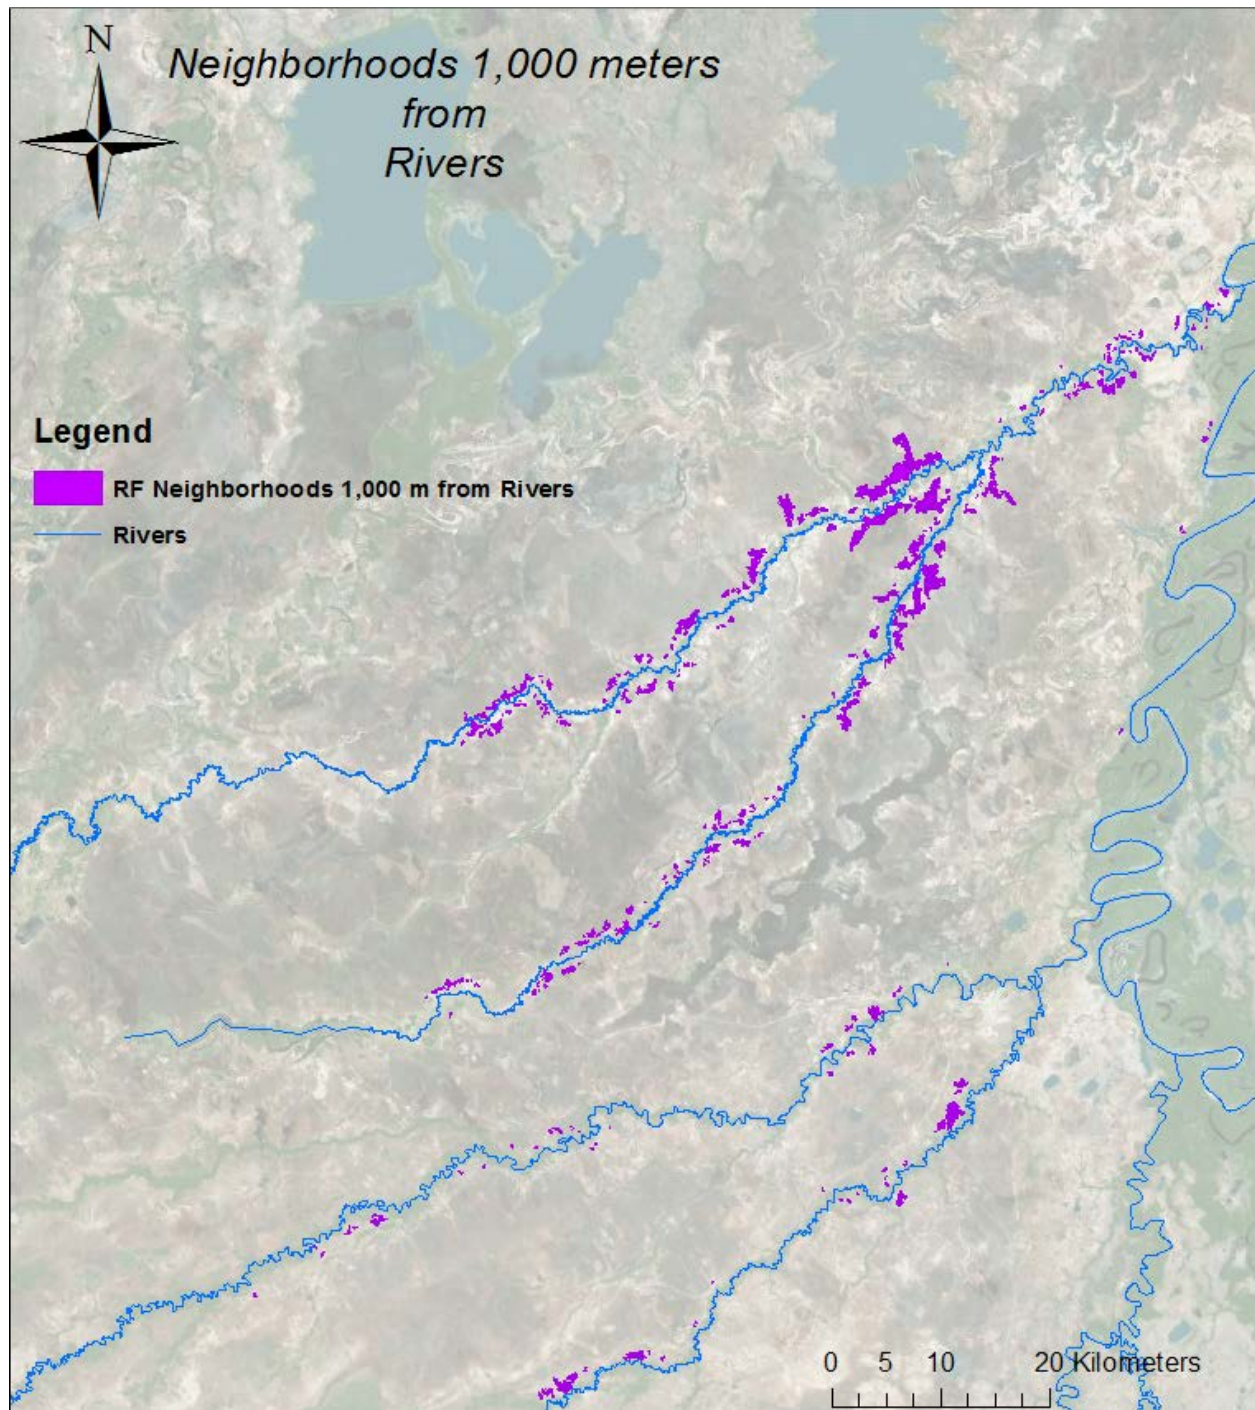 N
Neighborhoods 1,000 meters
from
Rivers
Legend
RF Neighborhoods 1,000 m from Rivers
Rivers
0 5 10 20 Kilometers